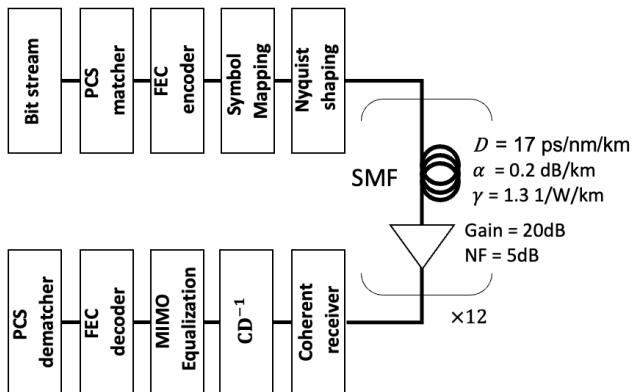 Bit stream
PCS
matcher
FEC
encoder
Symbol
Mapping
Nyquist
shaping
SMF
D = 17 ps/nm/km
α = 0.2 dB/km
γ = 1.3 1/W/km
Gain = 20dB
NF = 5dB
×12
PCS
dematcher
FEC
decoder
MIMO
Equalization
CD⁻¹
Coherent
receiver